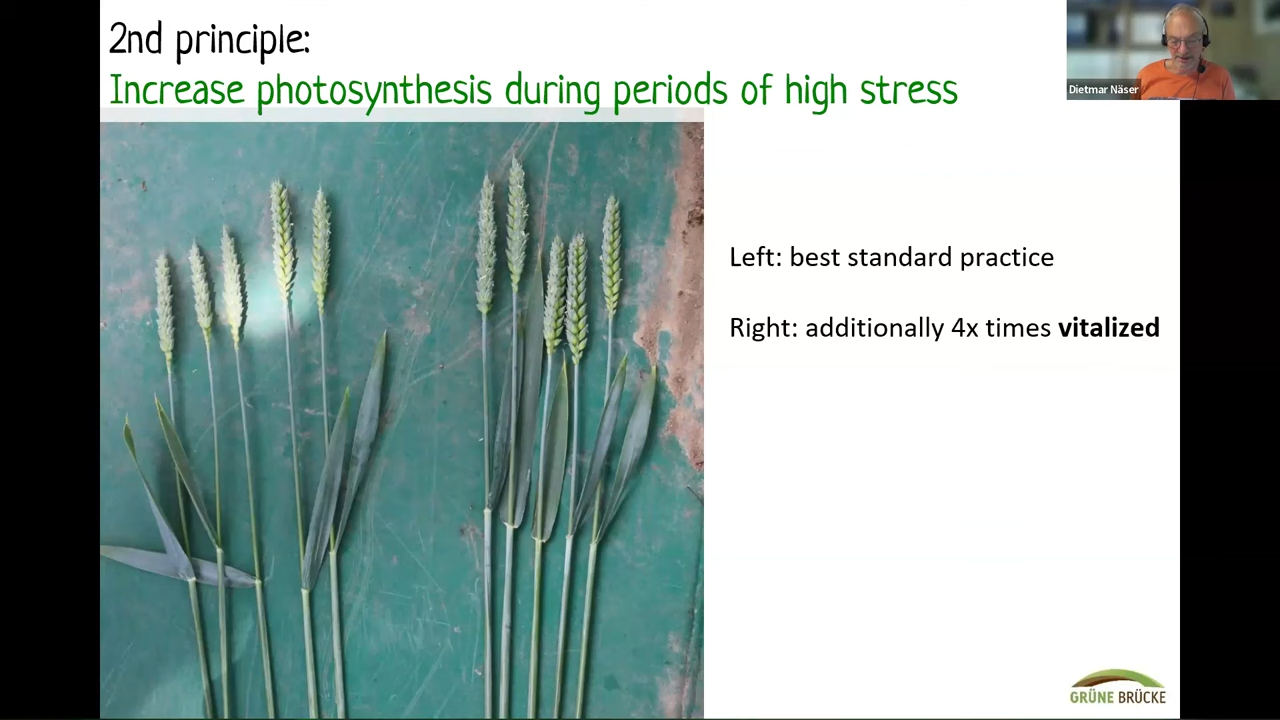 2nd principle:
Increase photosynthesis during periods of high stress
Dietmar Näser
Left: best standard practice
Right: additionally 4x times vitalized
GRÜNE BRÜCKE